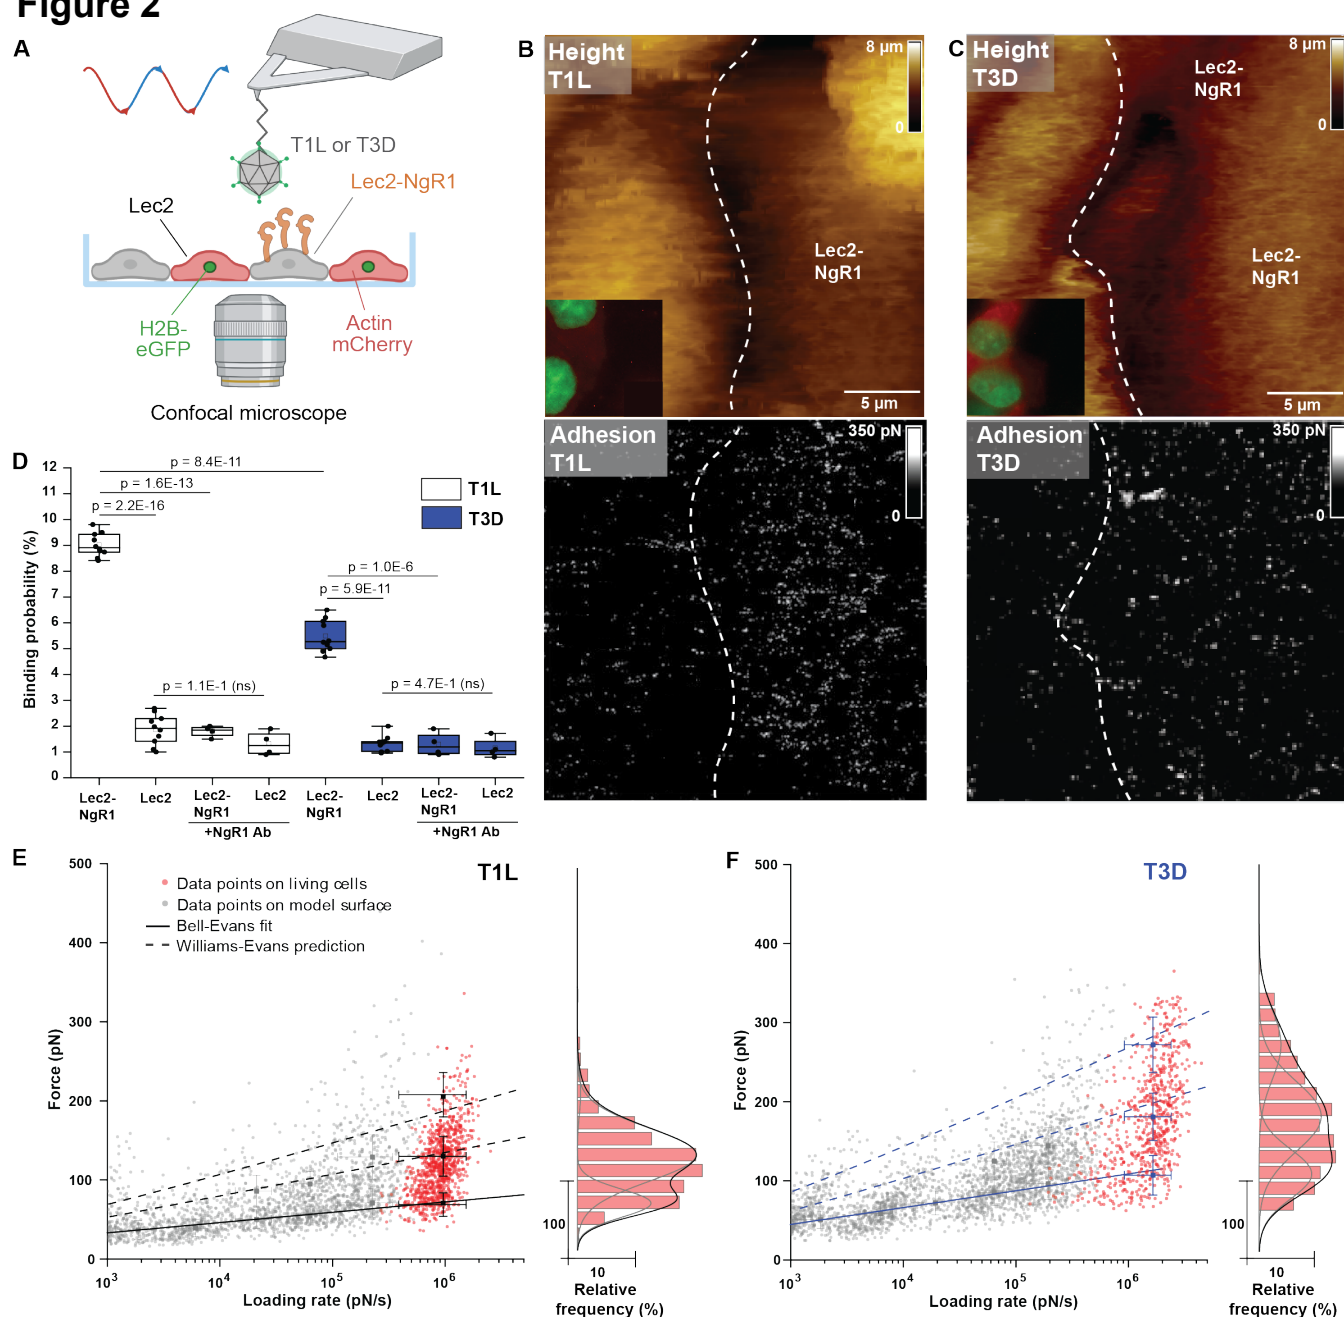 Figure 2
A
T1L or T3D
Lec2-NgR1
Lec2
H2B-
eGFP
Actin
mCherry
Confocal microscope
B
Height
T1L
8 µm
0
Lec2-
NgR1
5 µm
Adhesion
T1L
350 pN
0
C
Height
T3D
8 µm
0
Lec2-
NgR1
Lec2-
NgR1
5 µm
Adhesion
T3D
350 pN
0
D
Binding probability (%)
12
11
10
9
8
7
6
5
4
3
2
1
0
p = 8.4E-11
p = 1.6E-13
p = 2.2E-16
T1L
T3D
p = 1.0E-6
p = 5.9E-11
p = 1.1E-1 (ns)
p = 4.7E-1 (ns)
Lec2-
NgR1
Lec2
Lec2-
NgR1
Lec2
+NgR1 Ab
Lec2-
NgR1
Lec2
Lec2-
NgR1
Lec2
+NgR1 Ab
E
T1L
Data points on living cells
Data points on model surface
Bell-Evans fit
Williams-Evans prediction
Force (pN)
500
400
300
200
100
0
10³
10⁴
10⁵
10⁶
Loading rate (pN/s)
100
10
Relative
frequency (%)
F
T3D
Force (pN)
500
400
300
200
100
0
10³
10⁴
10⁵
10⁶
Loading rate (pN/s)
100
10
Relative
frequency (%)